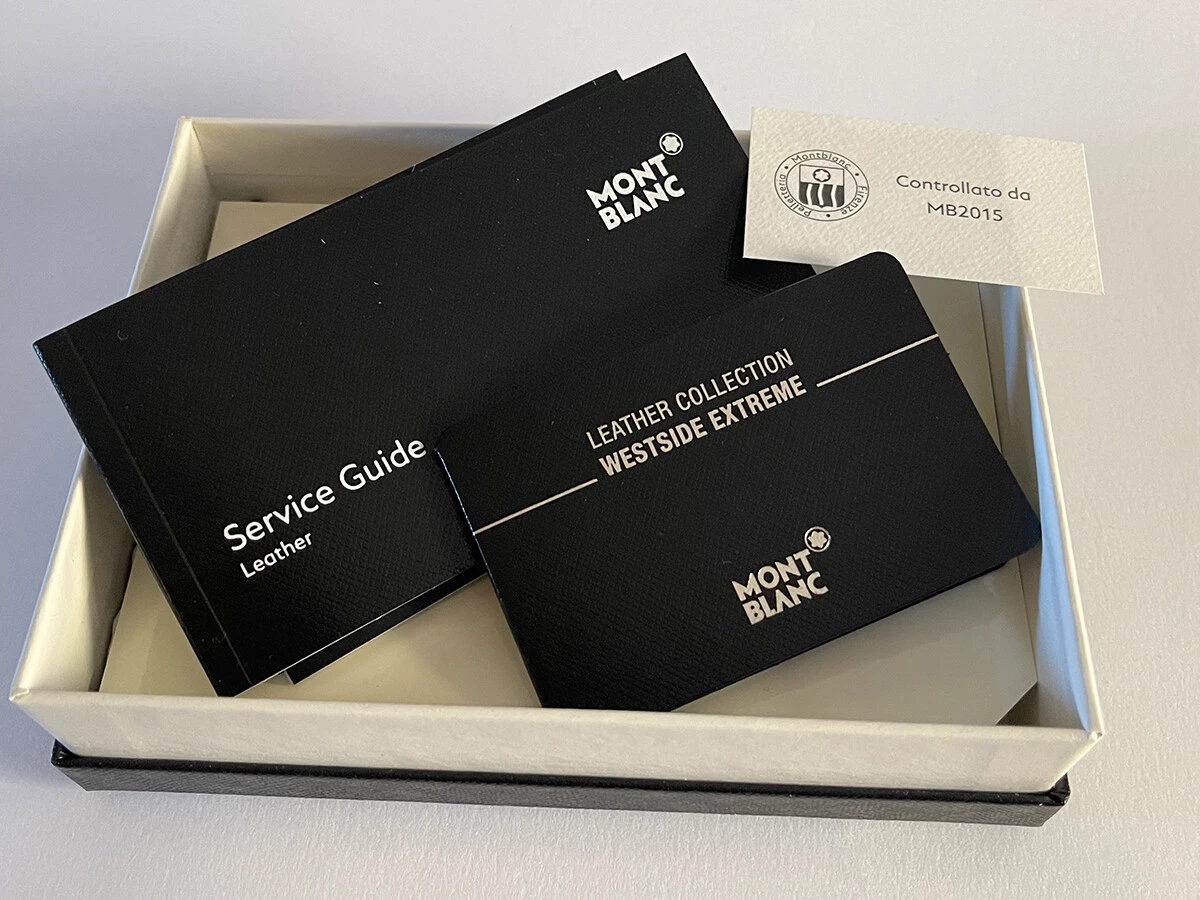 MONT
BLANC
Service Guide
Leather
Montblanc • Firenze • Pelletteria •
Controllato da
MB2015
LEATHER COLLECTION
WESTSIDE EXTREME
MONT
BLANC